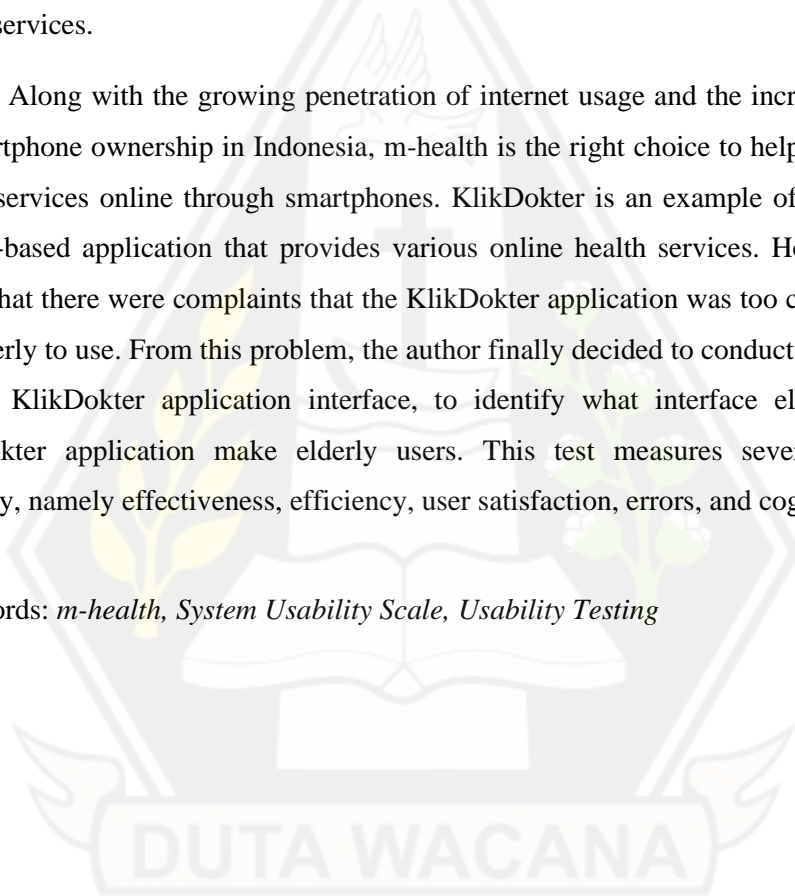 services.
Along with the growing penetration of internet usage and the incr
rtphone ownership in Indonesia, m-health is the right choice to help
services online through smartphones. KlikDokter is an example of
-based application that provides various online health services. Ho
hat there were complaints that the KlikDokter application was too c
erly to use. From this problem, the author finally decided to conduct
KlikDokter application interface, to identify what interface el
kter application make elderly users. This test measures sever
y, namely effectiveness, efficiency, user satisfaction, errors, and cog
ords: m-health, System Usability Scale, Usability Testing
DUTA WACANA